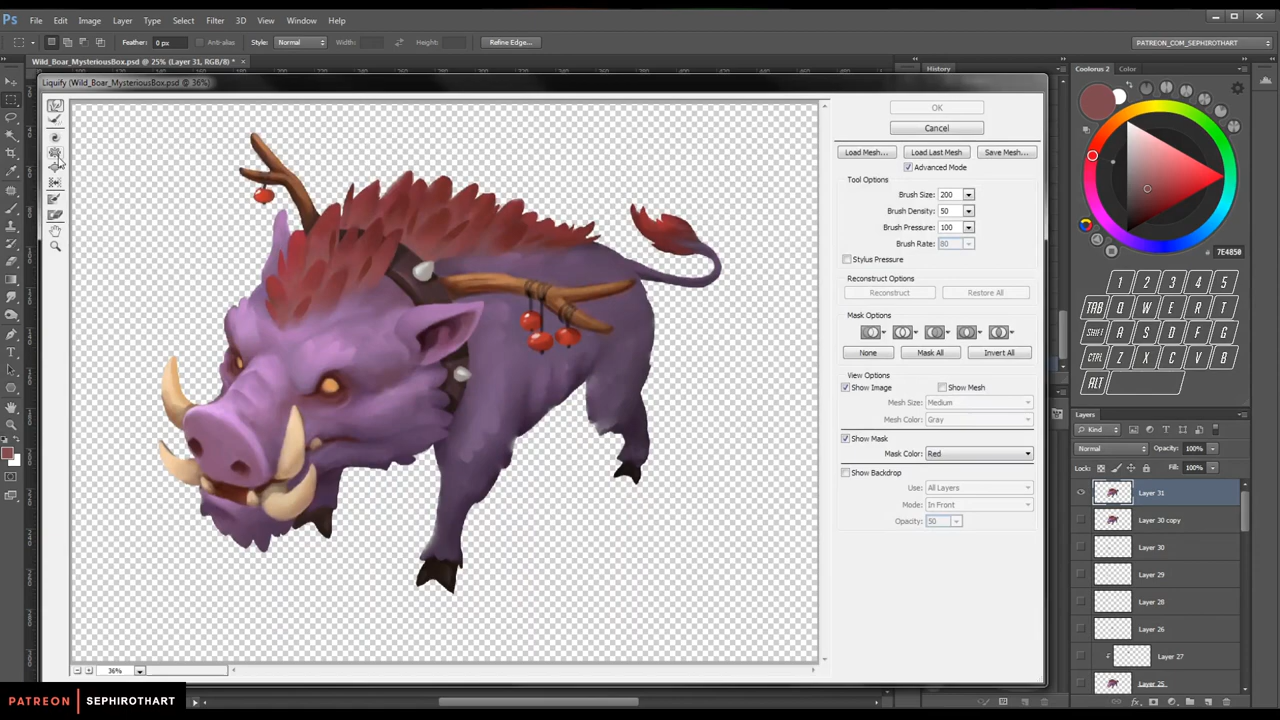 Ps File Edit Image Layer Type Select Filter 3D View Window Help
Feather: 0 px Anti-alias Style: Normal Width: Height: Refine Edge... PATREON_COM_SEPHIROTHART
Wild_Boar_MysteriousBox.psd @ 25% (Layer 31, RGB/8) * ×
History
Coolorus 2 Color
Liquify (Wild_Boar_MysteriousBox.psd @ 36%)
OK
Cancel
Load Mesh... Load Last Mesh Save Mesh...
Advanced Mode
Tool Options
Brush Size: 200
Brush Density: 50
Brush Pressure: 100
Brush Rate: 80
Stylus Pressure
Reconstruct Options
Reconstruct Restore All
Mask Options
None Mask All Invert All
View Options
Show Image Show Mesh
Mesh Size: Medium
Mesh Color: Gray
Show Mask
Mask Color: Red
Show Backdrop
Use: All Layers
Mode: In Front
Opacity: 50
36%
7E4850
1 2 3 4 5
TAB Q W E R T
SHIFT A S D F G
CTRL Z X C V B
ALT
Layers
Kind
Normal Opacity: 100%
Lock: Fill: 100%
Layer 31
Layer 30 copy
Layer 30
Layer 29
Layer 28
Layer 26
Layer 27
Layer 25
PATREON SEPHIROTHART